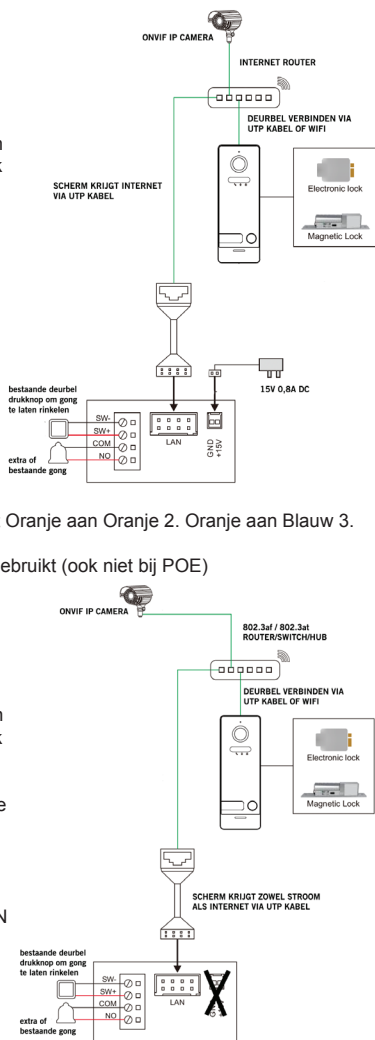 ONVIF IP CAMERA
INTERNET ROUTER
DEURBEL VERBINDEN VIA
UTP KABEL OF WIFI
n
k
SCHERM KRIJGT INTERNET
VIA UTP KABEL
Electronic lock
Magnetic Lock
15V 0,8A DC
bestaande deurbel
drukknop om gong
te laten rinkelen
SW-
SW+
COM
NO
extra of
bestaande gong
LAN
GND
+15V
Oranje aan Oranje 2. Oranje aan Blauw 3.
ebruikt (ook niet bij POE)
ONVIF IP CAMERA
802.3af / 802.3at
ROUTER/SWITCH/HUB
DEURBEL VERBINDEN VIA
UTP KABEL OF WIFI
n
k
e
Electronic lock
Magnetic Lock
SCHERM KRIJGT ZOWEL STROOM
ALS INTERNET VIA UTP KABEL
N
bestaande deurbel
drukknop om gong
te laten rinkelen
SW-
SW+
COM
NO
extra of
bestaande gong
LAN